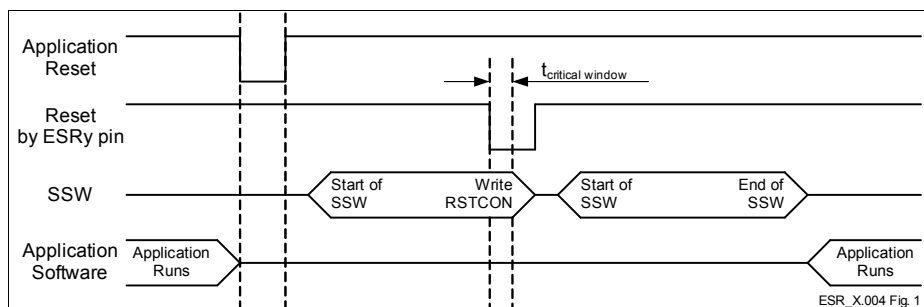 Application
Reset
t critical window
Reset
by ESRy pin
SSW
Start of
SSW
Write
RSTCON
Start of
SSW
End of
SSW
Application
Software
Application
Runs
Application
Runs
ESR_X.004 Fig. 1